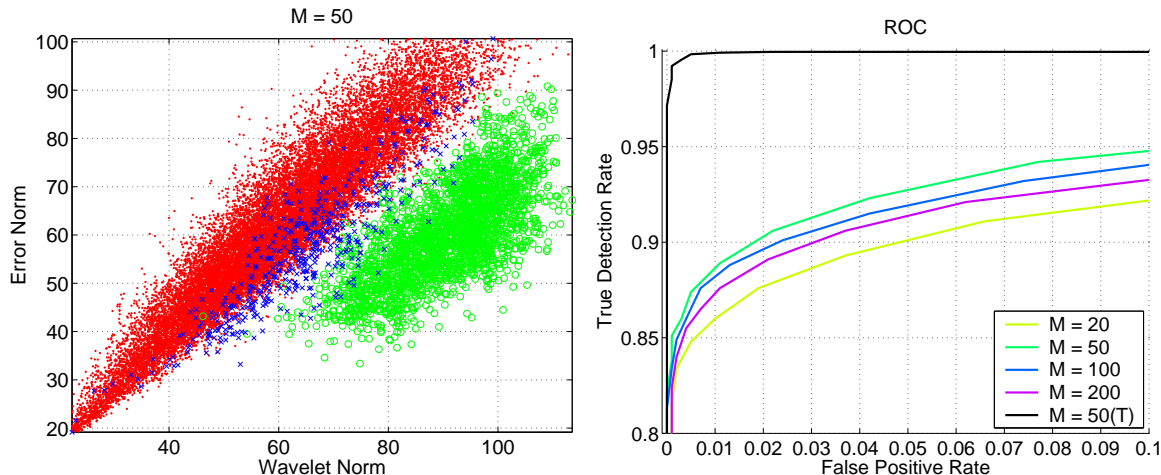 M = 50
100
90
80
70
60
50
40
30
20
40
60
80
100
Error Norm
Wavelet Norm
ROC
1
0.95
0.9
0.85
0.8
0
0.01
0.02
0.03
0.04
0.05
0.06
0.07
0.08
0.09
0.1
True Detection Rate
False Positive Rate
M = 20
M = 50
M = 100
M = 200
M = 50(T)